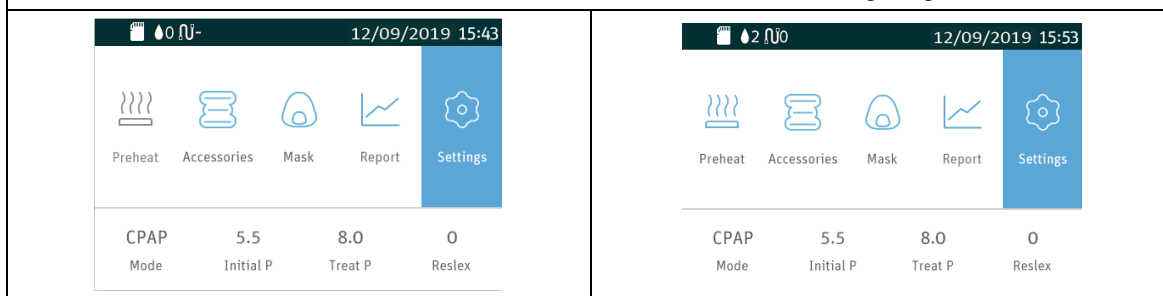 0 - 12/09/2019 15:43
Preheat Accessories Mask Report Settings
CPAP 5.5 8.0 0
Mode Initial P Treat P Reslex
2 0 12/09/2019 15:53
Preheat Accessories Mask Report Settings
CPAP 5.5 8.0 0
Mode Initial P Treat P Reslex